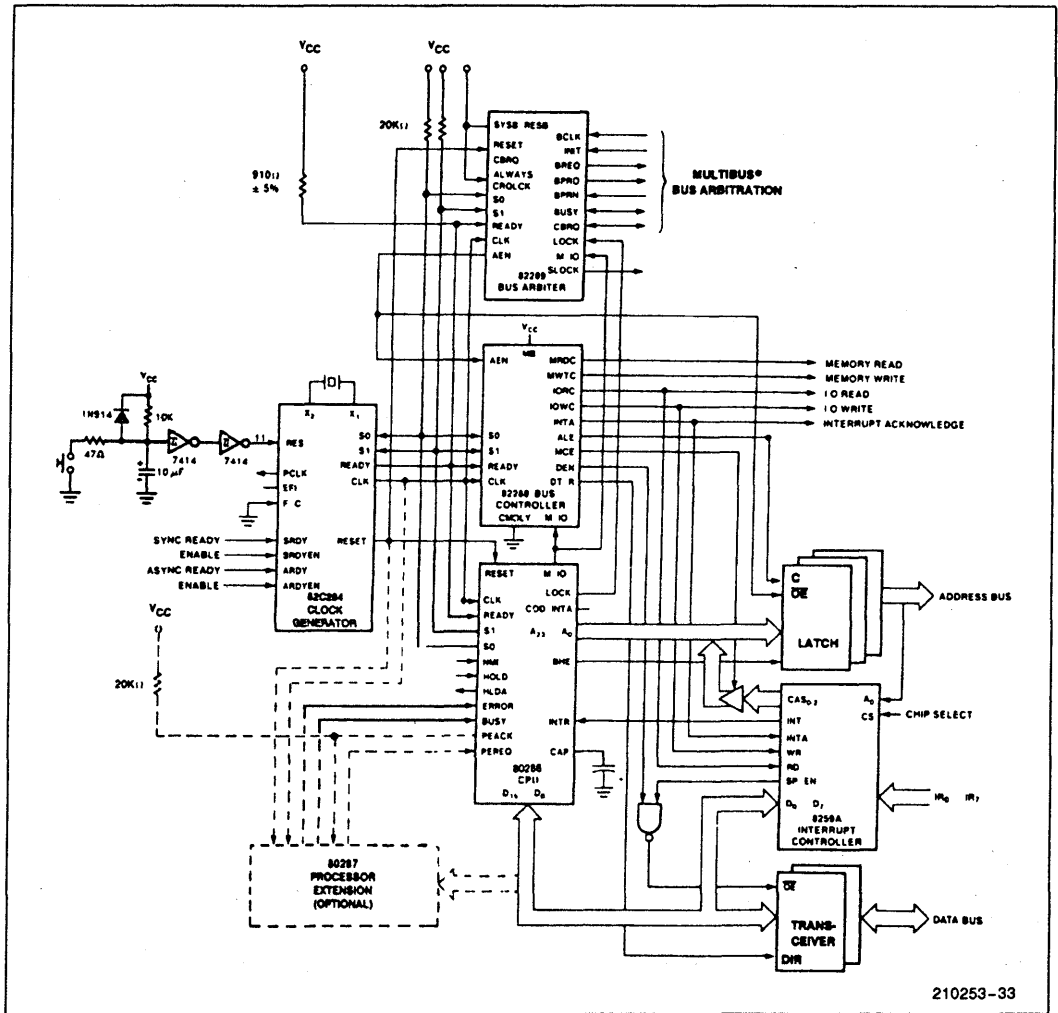 VCC
VCC
20KΩ
910Ω
± 5%
SYSB RESB
RESET
CBRQ
ALWAYS
CROLCK
S0
S1
READY
CLK
AEN
BCLK
INIT
BREQ
BPRO
BPRN
BUSY
CBRQ
LOCK
M IO
SLOCK
82289
BUS ARBITER
MULTIBUS®
BUS ARBITRATION
VCC
MB
AEN
S0
S1
READY
CLK
MRDC
MWTC
IORC
IOWC
INTA
ALE
MCE
DEN
DT R
82288 BUS
CONTROLLER
CMDLY M IO
MEMORY READ
MEMORY WRITE
I O READ
I O WRITE
INTERRUPT ACKNOWLEDGE
VCC
1N914
10K
47Ω
10 μF
7414
7414
11
X2
X1
RES
PCLK
EFI
F C
SRDY
SRDYEN
ARDY
ARDYEN
S0
S1
READY
CLK
RESET
82C284
CLOCK
GENERATOR
SYNC READY
ENABLE
ASYNC READY
ENABLE
VCC
20KΩ
RESET
M IO
CLK
READY
S1
S0
NMI
HOLD
HLDA
ERROR
BUSY
PEACK
PEREQ
LOCK
COD INTA
A23 A0
BHE
INTR
CAP
80286
CPU
D15 D0
80287
PROCESSOR
EXTENSION
(OPTIONAL)
C
OE
LATCH
ADDRESS BUS
CAS0-2
INT
INTA
WR
RD
SP EN
D0 D7
A0
CS
CHIP SELECT
IR0 IR7
8259A
INTERRUPT
CONTROLLER
OE
TRANS-
CEIVER
DIR
DATA BUS
210253-33